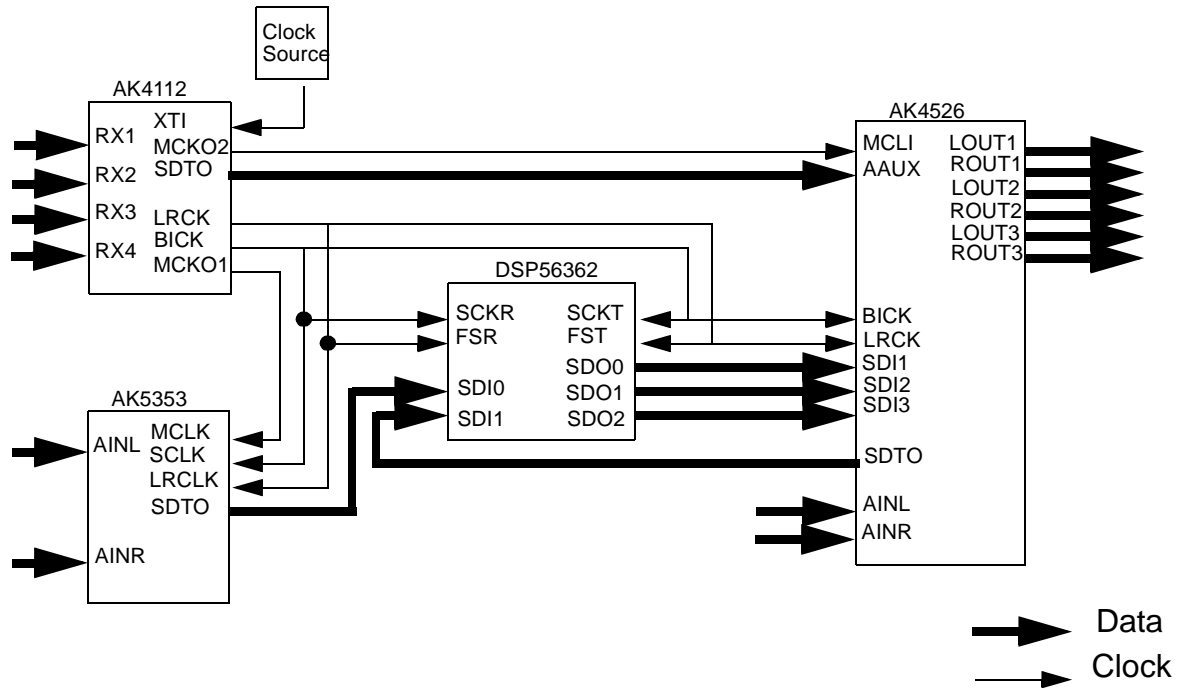 Clock
Source
AK4112
RX1
RX2
RX3
RX4
XTI
MCKO2
SDTO
LRCK
BICK
MCKO1
AK5353
AINL
AINR
MCLK
SCLK
LRCLK
SDTO
DSP56362
SCKR
FSR
SDI0
SDI1
SCKT
FST
SDO0
SDO1
SDO2
AK4526
MCLI
AAUX
BICK
LRCK
SDI1
SDI2
SDI3
SDTO
AINL
AINR
LOUT1
ROUT1
LOUT2
ROUT2
LOUT3
ROUT3
Data
Clock